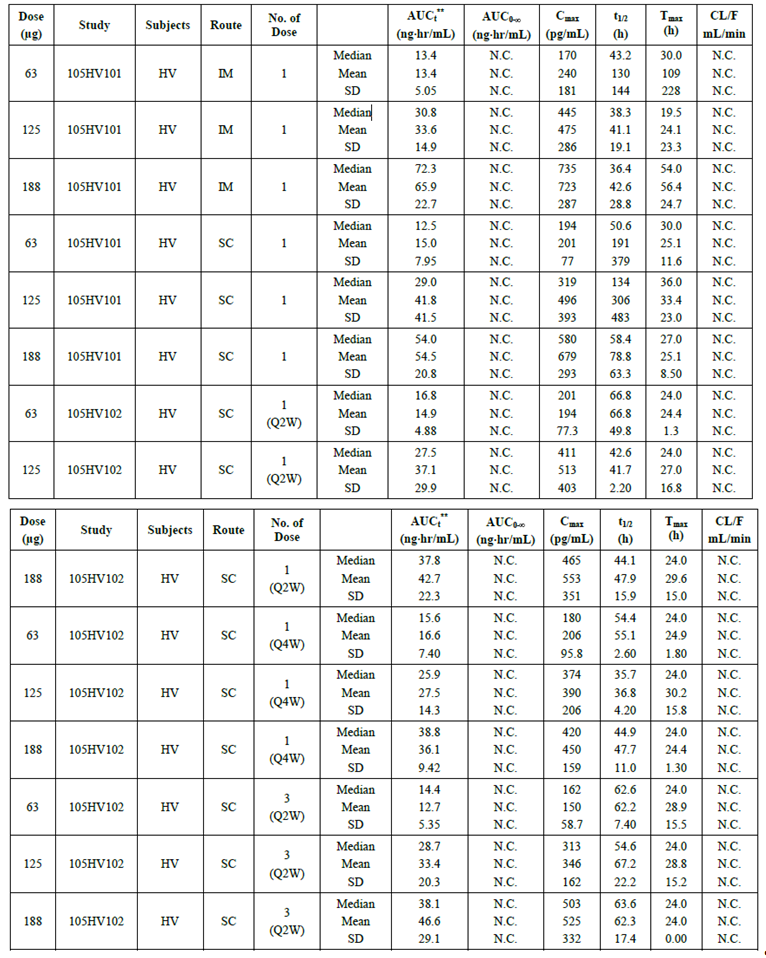 Dose (µg) Study Subjects Route No. of Dose AUCt** (ng·hr/mL) AUC0-∞ (ng·hr/mL) Cmax (pg/mL) t1/2 (h) Tmax (h) CL/F mL/min
Median 13.4 N.C. 170 43.2 30.0 N.C.
63 105HV101 HV IM 1 Mean 13.4 N.C. 240 130 109 N.C.
SD 5.05 N.C. 181 144 228 N.C.
Median 30.8 N.C. 445 38.3 19.5 N.C.
125 105HV101 HV IM 1 Mean 33.6 N.C. 475 41.1 24.1 N.C.
SD 14.9 N.C. 286 19.1 23.3 N.C.
Median 72.3 N.C. 735 36.4 54.0 N.C.
188 105HV101 HV IM 1 Mean 65.9 N.C. 723 42.6 56.4 N.C.
SD 22.7 N.C. 287 28.8 24.7 N.C.
Median 12.5 N.C. 194 50.6 30.0 N.C.
63 105HV101 HV SC 1 Mean 15.0 N.C. 201 191 25.1 N.C.
SD 7.95 N.C. 77 379 11.6 N.C.
Median 29.0 N.C. 319 134 36.0 N.C.
125 105HV101 HV SC 1 Mean 41.8 N.C. 496 306 33.4 N.C.
SD 41.5 N.C. 393 483 23.0 N.C.
Median 54.0 N.C. 580 58.4 27.0 N.C.
188 105HV101 HV SC 1 Mean 54.5 N.C. 679 78.8 25.1 N.C.
SD 20.8 N.C. 293 63.3 8.50 N.C.
Median 16.8 N.C. 201 66.8 24.0 N.C.
63 105HV102 HV SC 1 (Q2W) Mean 14.9 N.C. 194 66.8 24.4 N.C.
SD 4.88 N.C. 77.3 49.8 1.3 N.C.
Median 27.5 N.C. 411 42.6 24.0 N.C.
125 105HV102 HV SC 1 (Q2W) Mean 37.1 N.C. 513 41.7 27.0 N.C.
SD 29.9 N.C. 403 2.20 16.8 N.C.
Dose (µg) Study Subjects Route No. of Dose AUCt** (ng·hr/mL) AUC0-∞ (ng·hr/mL) Cmax (pg/mL) t1/2 (h) Tmax (h) CL/F mL/min
Median 37.8 N.C. 465 44.1 24.0 N.C.
188 105HV102 HV SC 1 (Q2W) Mean 42.7 N.C. 553 47.9 29.6 N.C.
SD 22.3 N.C. 351 15.9 15.0 N.C.
Median 15.6 N.C. 180 54.4 24.0 N.C.
63 105HV102 HV SC 1 (Q4W) Mean 16.6 N.C. 206 55.1 24.9 N.C.
SD 7.40 N.C. 95.8 2.60 1.80 N.C.
Median 25.9 N.C. 374 35.7 24.0 N.C.
125 105HV102 HV SC 1 (Q4W) Mean 27.5 N.C. 390 36.8 30.2 N.C.
SD 14.3 N.C. 206 4.20 15.8 N.C.
Median 38.8 N.C. 420 44.9 24.0 N.C.
188 105HV102 HV SC 1 (Q4W) Mean 36.1 N.C. 450 47.7 24.4 N.C.
SD 9.42 N.C. 159 11.0 1.30 N.C.
Median 14.4 N.C. 162 62.6 24.0 N.C.
63 105HV102 HV SC 3 (Q2W) Mean 12.7 N.C. 150 62.2 28.9 N.C.
SD 5.35 N.C. 58.7 7.40 15.5 N.C.
Median 28.7 N.C. 313 54.6 24.0 N.C.
125 105HV102 HV SC 3 (Q2W) Mean 33.4 N.C. 346 67.2 28.8 N.C.
SD 20.3 N.C. 162 22.2 15.2 N.C.
Median 38.1 N.C. 503 63.6 24.0 N.C.
188 105HV102 HV SC 3 (Q2W) Mean 46.6 N.C. 525 62.3 24.0 N.C.
SD 29.1 N.C. 332 17.4 0.00 N.C.